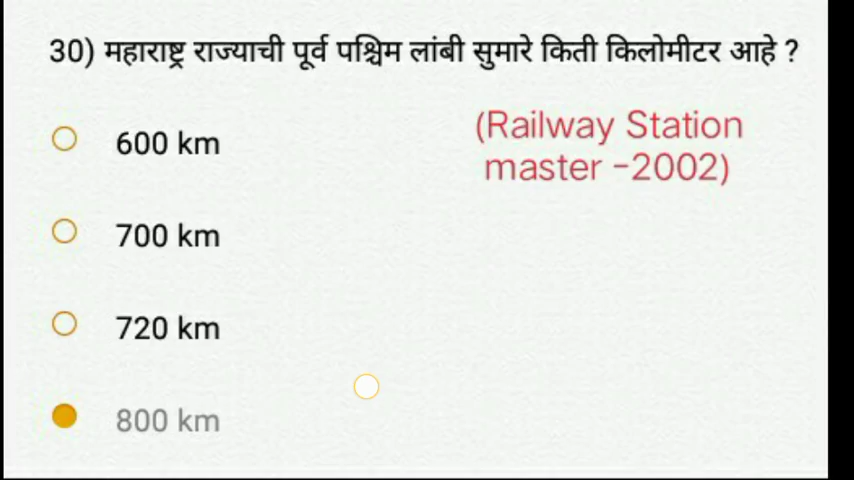 30) महाराष्ट्र राज्याची पूर्व पश्चिम लांबी सुमारे किती किलोमीटर आहे ?
(Railway Station
master -2002)
600 km
700 km
720 km
800 km